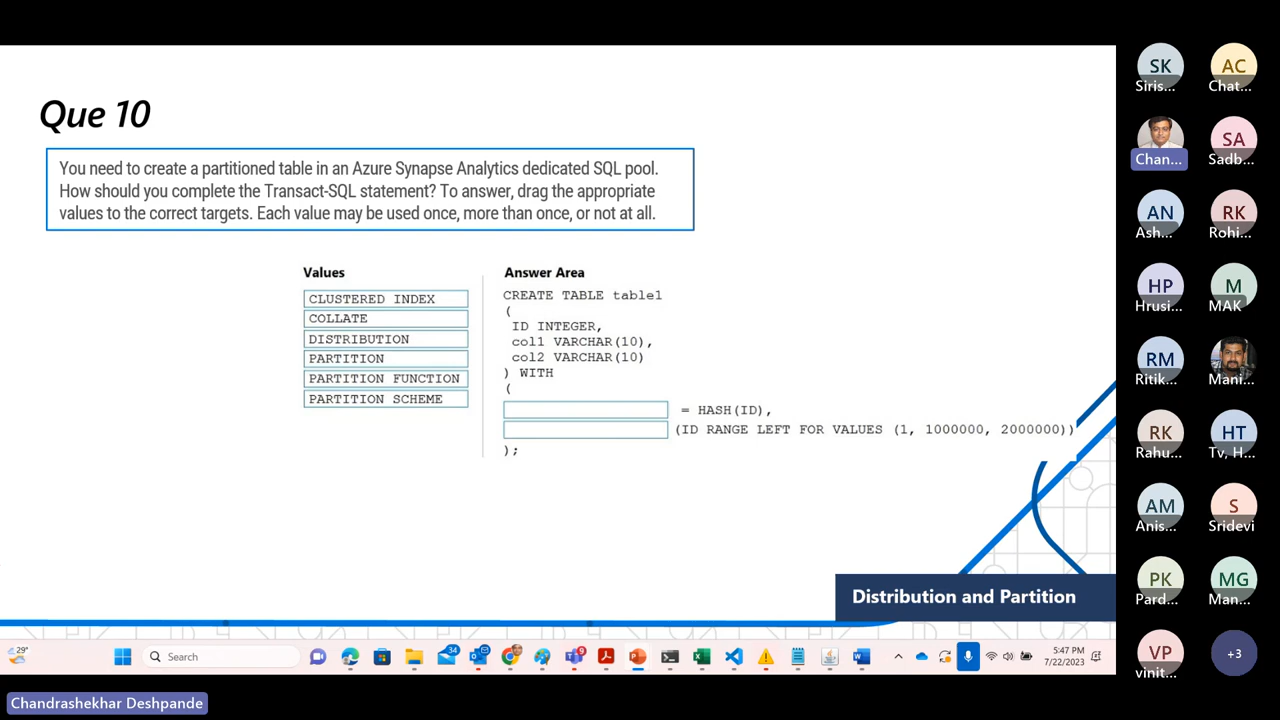 Que 10
You need to create a partitioned table in an Azure Synapse Analytics dedicated SQL pool.
How should you complete the Transact-SQL statement? To answer, drag the appropriate
values to the correct targets. Each value may be used once, more than once, or not at all.
Values
CLUSTERED INDEX
COLLATE
DISTRIBUTION
PARTITION
PARTITION FUNCTION
PARTITION SCHEME
Answer Area
CREATE TABLE table1
(
ID INTEGER,
col1 VARCHAR(10),
col2 VARCHAR(10)
) WITH
(
= HASH(ID),
(ID RANGE LEFT FOR VALUES (1, 1000000, 2000000))
);
Distribution and Partition
SK
Siris...
AC
Chat...
Chan...
SA
Sadb...
AN
Ash...
RK
Rohi...
HP
Hrusi...
M
MAK
RM
Ritik...
Mani...
RK
Rahu...
HT
Tv, H...
AM
Anis...
S
Sridevi
PK
Pard...
MG
Man...
VP
vinit...
+3
29°
Search
34
9
5:47 PM
7/22/2023
Chandrashekhar Deshpande